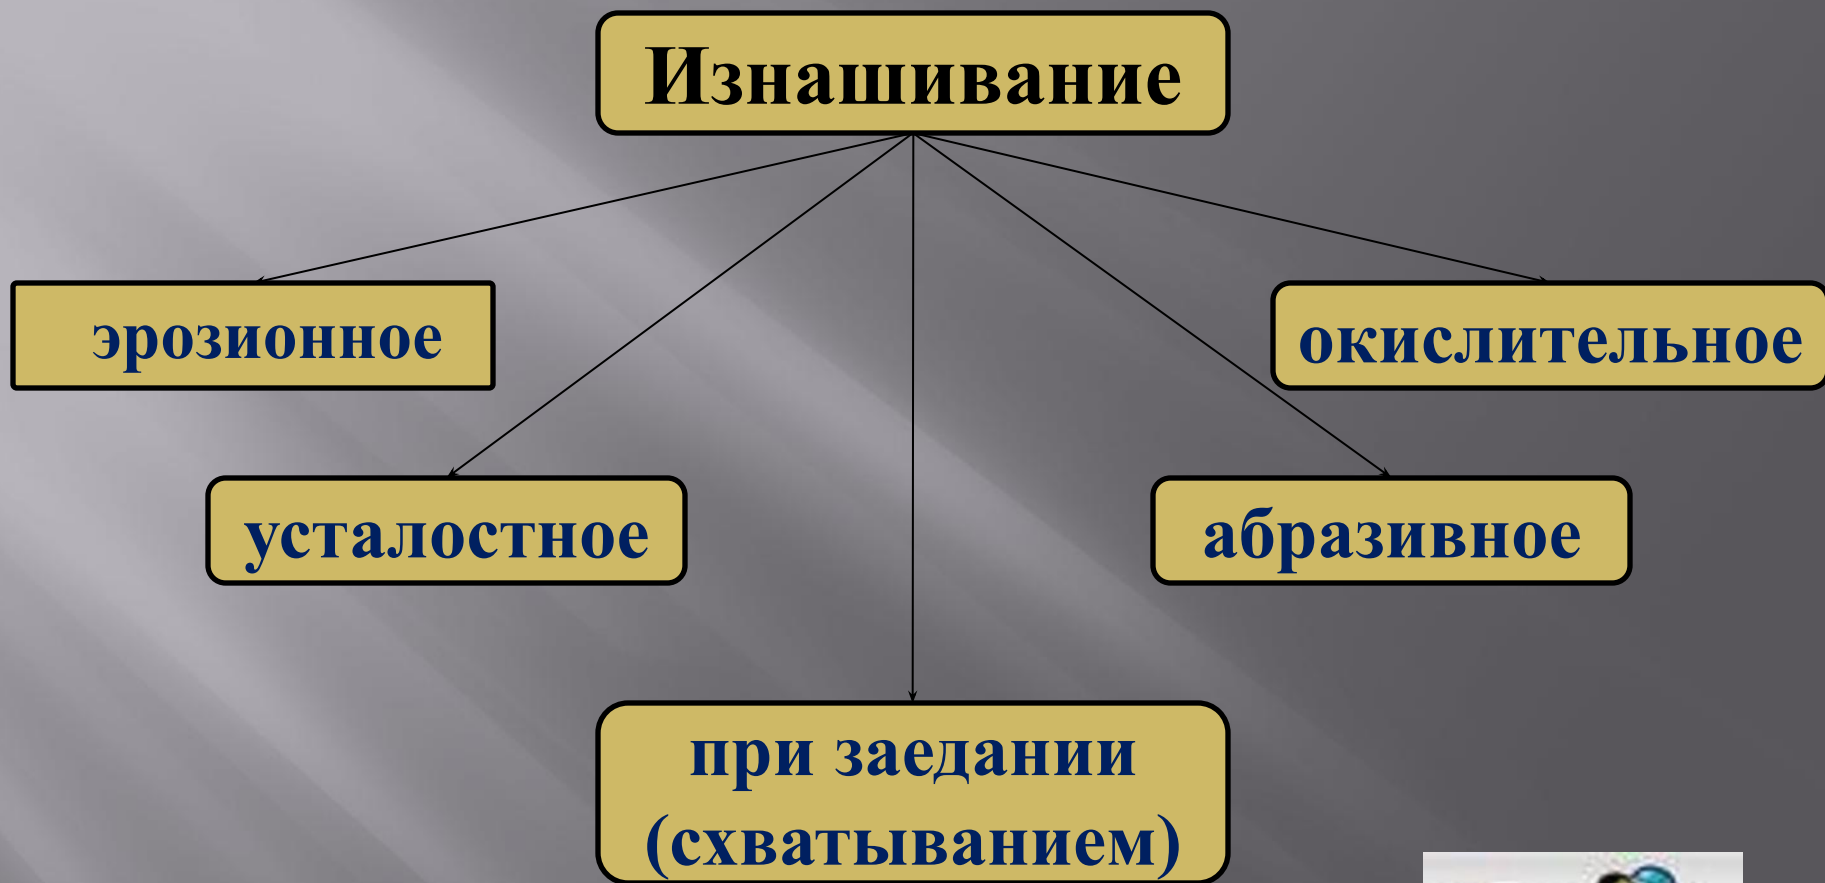 Изнашивание
эрозионное
окислительное
усталостное
абразивное
при заедании
(схватыванием)